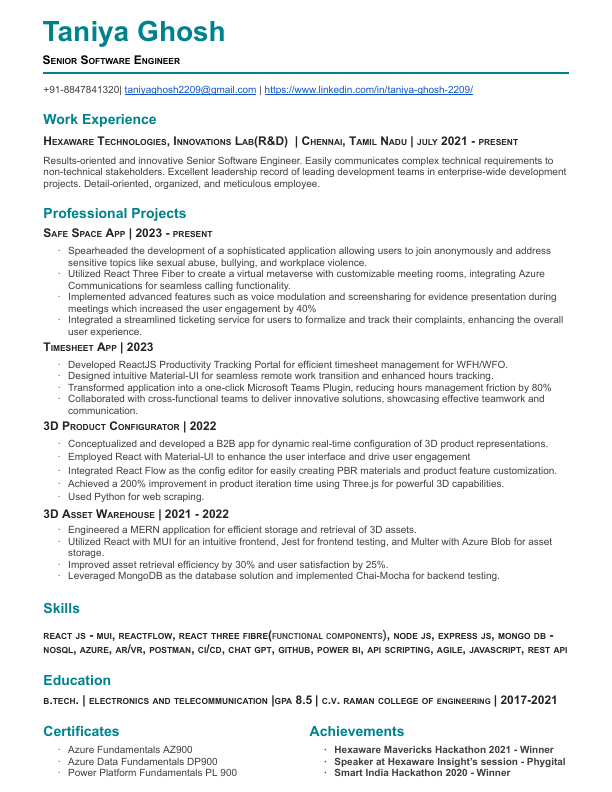 Taniya Ghosh
Senior Software Engineer
+91-8847841320| taniyaghosh2209@gmail.com | https://www.linkedin.com/in/taniya-ghosh-2209/
Work Experience
Hexaware Technologies, Innovations Lab(R&D) | Chennai, Tamil Nadu | july 2021 - present
Results-oriented and innovative Senior Software Engineer. Easily communicates complex technical requirements to
non-technical stakeholders. Excellent leadership record of leading development teams in enterprise-wide development
projects. Detail-oriented, organized, and meticulous employee.
Professional Projects
Safe Space App | 2023 - present
· Spearheaded the development of a sophisticated application allowing users to join anonymously and address
sensitive topics like sexual abuse, bullying, and workplace violence.
· Utilized React Three Fiber to create a virtual metaverse with customizable meeting rooms, integrating Azure
Communications for seamless calling functionality.
· Implemented advanced features such as voice modulation and screensharing for evidence presentation during
meetings which increased the user engagement by 40%
· Integrated a streamlined ticketing service for users to formalize and track their complaints, enhancing the overall
user experience.
Timesheet App | 2023
· Developed ReactJS Productivity Tracking Portal for efficient timesheet management for WFH/WFO.
· Designed intuitive Material-UI for seamless remote work transition and enhanced hours tracking.
· Transformed application into a one-click Microsoft Teams Plugin, reducing hours management friction by 80%
· Collaborated with cross-functional teams to deliver innovative solutions, showcasing effective teamwork and
communication.
3D Product Configurator | 2022
· Conceptualized and developed a B2B app for dynamic real-time configuration of 3D product representations.
· Employed React with Material-UI to enhance the user interface and drive user engagement
· Integrated React Flow as the config editor for easily creating PBR materials and product feature customization.
· Achieved a 200% improvement in product iteration time using Three.js for powerful 3D capabilities.
· Used Python for web scraping.
3D Asset Warehouse | 2021 - 2022
· Engineered a MERN application for efficient storage and retrieval of 3D assets.
· Utilized React with MUI for an intuitive frontend, Jest for frontend testing, and Multer with Azure Blob for asset
storage.
· Improved asset retrieval efficiency by 30% and user satisfaction by 25%.
· Leveraged MongoDB as the database solution and implemented Chai-Mocha for backend testing.
Skills
react js - mui, reactflow, react three fibre(functional components), node js, express js, mongo db -
nosql, azure, ar/vr, postman, ci/cd, chat gpt, github, power bi, api scripting, agile, javascript, rest api
Education
b.tech. | electronics and telecommunication |gpa 8.5 | c.v. raman college of engineering | 2017-2021
Certificates
· Azure Fundamentals AZ900
· Azure Data Fundamentals DP900
· Power Platform Fundamentals PL 900
Achievements
· Hexaware Mavericks Hackathon 2021 - Winner
· Speaker at Hexaware Insight's session - Phygital
· Smart India Hackathon 2020 - Winner